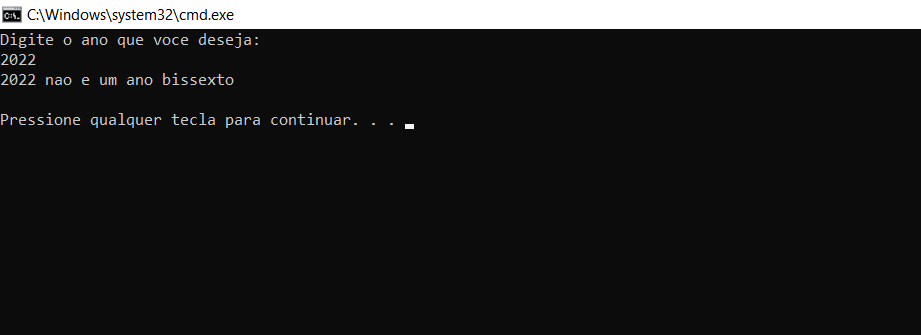 C:\Windows\system32\cmd.exe
Digite o ano que voce deseja:
2022
2022 nao e um ano bissexto
Pressione qualquer tecla para continuar. . .